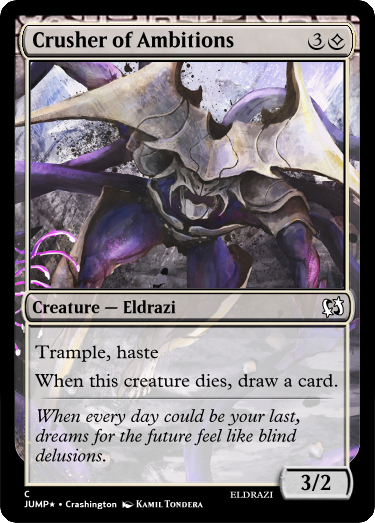 Crusher of Ambitions 3
Creature — Eldrazi
Trample, haste
When this creature dies, draw a card.
When every day could be your last,
dreams for the future feel like blind
delusions.
3/2
C ELDRAZI
JUMP★ • Crashington Kamil Tondera